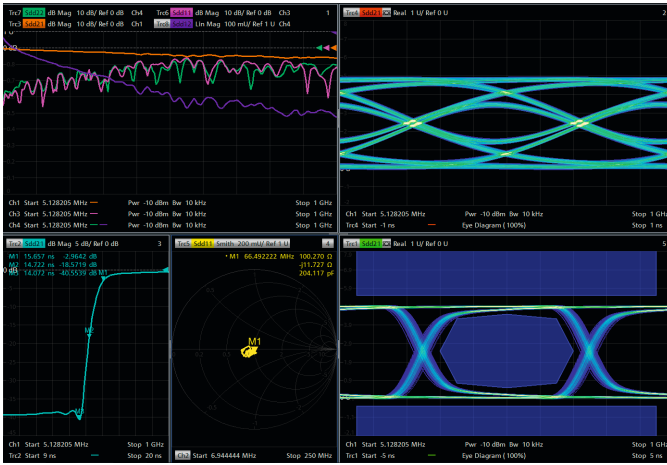 Trc7 Sdd22 dB Mag 10 dB/ Ref 0 dB Ch4 Trc6 Sdd11 dB Mag 10 dB/ Ref 0 dB Ch3 1
Trc3 Sdd21 dB Mag 10 dB/ Ref 0 dB Ch1 Trc8 Sdd12 Lin Mag 100 mU/ Ref 1 U Ch4
Ch1 Start 5.128205 MHz Pwr -10 dBm Bw 10 kHz Stop 1 GHz
Ch3 Start 5.128205 MHz Pwr -10 dBm Bw 10 kHz Stop 1 GHz
Ch4 Start 5.128205 MHz Pwr -10 dBm Bw 10 kHz Stop 1 GHz
Trc4 Sdd21 Real 1 U/ Ref 0 U 2
Ch1 Start 5.128205 MHz Pwr -10 dBm Bw 10 kHz Stop 1 GHz
Trc4 Start -1 ns Eye Diagram (100%) Stop 1 ns
Trc2 Sdd21 dB Mag 5 dB/ Ref 0 dB 3
M1 15.657 ns -2.9642 dB
M2 14.722 ns -18.5719 dB
M3 14.072 ns -40.5539 dB
0 dB
M1
M2
M3
Ch1 Start 5.128205 MHz Stop 1 GHz
Trc2 Start 9 ns Stop 20 ns
Trc5 Sdd11 Smith 200 mU/ Ref 1 U 4
• M1 66.492222 MHz 100.270 Ω
-j11.727 Ω
204.117 pF
M1
Ch2 Start 6.944444 MHz Stop 250 MHz
Trc1 Sdd21 Real 1 U/ Ref 0 U 5
Ch1 Start 5.128205 MHz Pwr -10 dBm Bw 10 kHz Stop 1 GHz
Trc1 Start -5 ns Eye Diagram (100%) Stop 5 ns